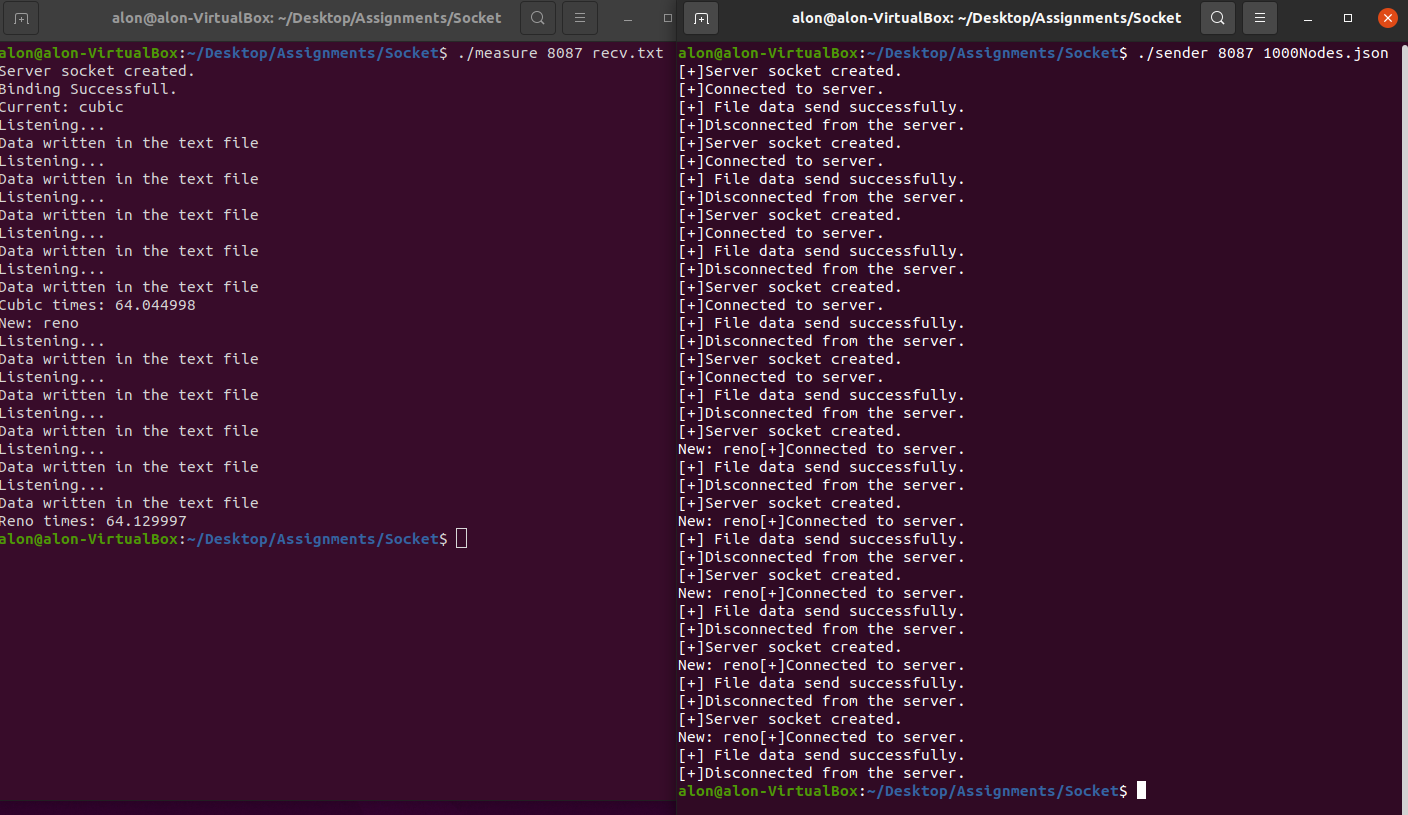 alon@alon-VirtualBox: ~/Desktop/Assignments/Socket
alon@alon-VirtualBox:~/Desktop/Assignments/Socket$ ./measure 8087 recv.txt
Server socket created.
Binding Successfull.
Current: cubic
Listening...
Data written in the text file
Listening...
Data written in the text file
Listening...
Data written in the text file
Listening...
Data written in the text file
Listening...
Data written in the text file
Cubic times: 64.044998
New: reno
Listening...
Data written in the text file
Listening...
Data written in the text file
Listening...
Data written in the text file
Listening...
Data written in the text file
Listening...
Data written in the text file
Reno times: 64.129997
alon@alon-VirtualBox:~/Desktop/Assignments/Socket$
alon@alon-VirtualBox: ~/Desktop/Assignments/Socket
alon@alon-VirtualBox:~/Desktop/Assignments/Socket$ ./sender 8087 1000Nodes.json
[+]Server socket created.
[+]Connected to server.
[+] File data send successfully.
[+]Disconnected from the server.
[+]Server socket created.
[+]Connected to server.
[+] File data send successfully.
[+]Disconnected from the server.
[+]Server socket created.
[+]Connected to server.
[+] File data send successfully.
[+]Disconnected from the server.
[+]Server socket created.
[+]Connected to server.
[+] File data send successfully.
[+]Disconnected from the server.
[+]Server socket created.
[+]Connected to server.
[+] File data send successfully.
[+]Disconnected from the server.
[+]Server socket created.
New: reno[+]Connected to server.
[+] File data send successfully.
[+]Disconnected from the server.
[+]Server socket created.
New: reno[+]Connected to server.
[+] File data send successfully.
[+]Disconnected from the server.
[+]Server socket created.
New: reno[+]Connected to server.
[+] File data send successfully.
[+]Disconnected from the server.
[+]Server socket created.
New: reno[+]Connected to server.
[+] File data send successfully.
[+]Disconnected from the server.
[+]Server socket created.
New: reno[+]Connected to server.
[+] File data send successfully.
[+]Disconnected from the server.
alon@alon-VirtualBox:~/Desktop/Assignments/Socket$